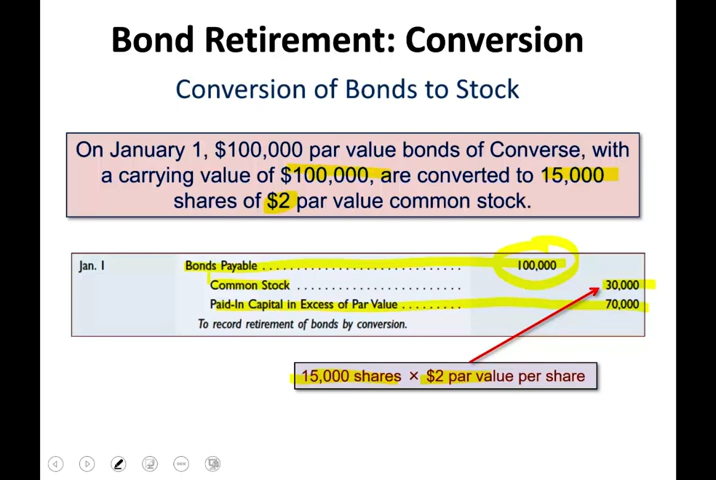 Bond Retirement: Conversion
Conversion of Bonds to Stock
On January 1, $100,000 par value bonds of Converse, with
a carrying value of $100,000, are converted to 15,000
shares of $2 par value common stock.
Jan. 1 Bonds Payable . . . . . . . . . . . . . . . . . . . . . . . . . . . . . . 100,000
Common Stock . . . . . . . . . . . . . . . . . . . . . . . . . 30,000
Paid-In Capital in Excess of Par Value . . . . . . . . . 70,000
To record retirement of bonds by conversion.
15,000 shares × $2 par value per share